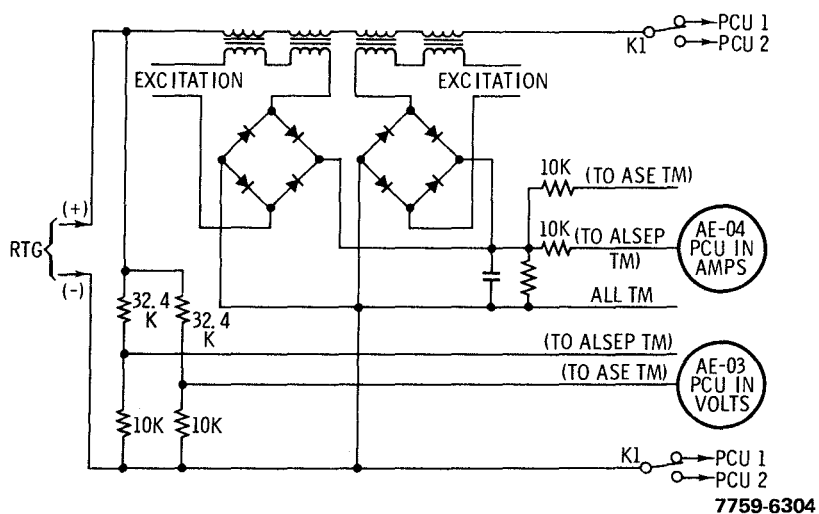 K1
PCU 1
PCU 2
EXCITATION
EXCITATION
10K
(TO ASE TM)
(+)
RTG
(-)
10K
(TO ALSEP
TM)
AE-04
PCU IN
AMPS
ALL TM
32.4
K
32.4
K
(TO ALSEP TM)
(TO ASE TM)
AE-03
PCU IN
VOLTS
10K
10K
K1
PCU 1
PCU 2
7759-6304